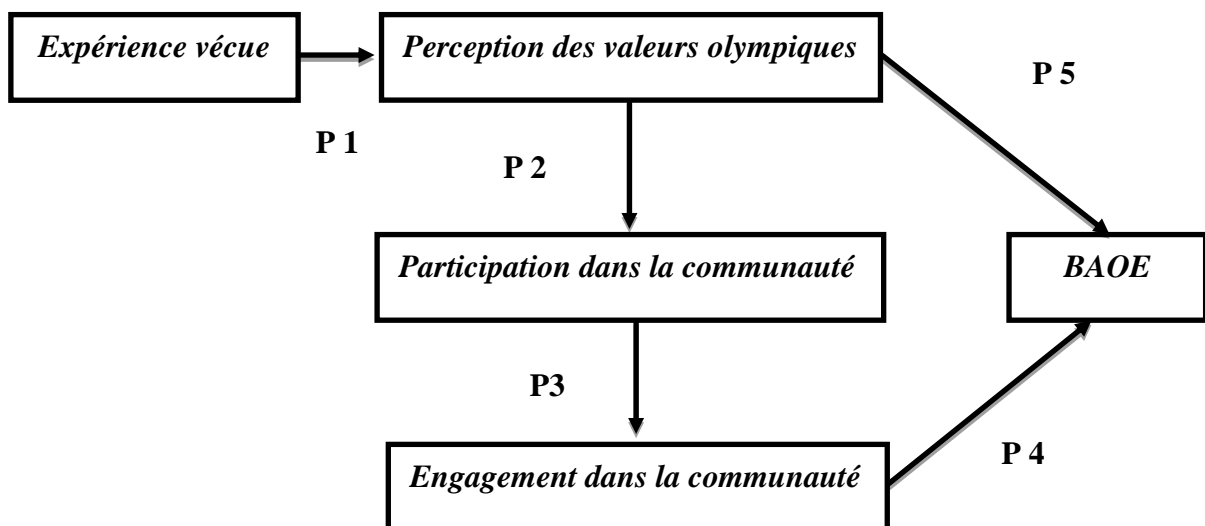 Expérience vécue
Perception des valeurs olympiques
P 5
P 1
P 2
Participation dans la communauté
BAOE
P3
P 4
Engagement dans la communauté